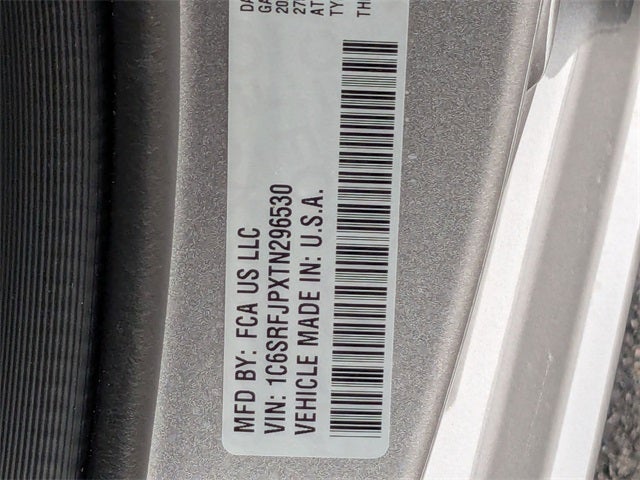 MFD BY: FCA US LLC
VIN: 1C6SRFJPXTN296530
VEHICLE MADE IN: U.S.A.